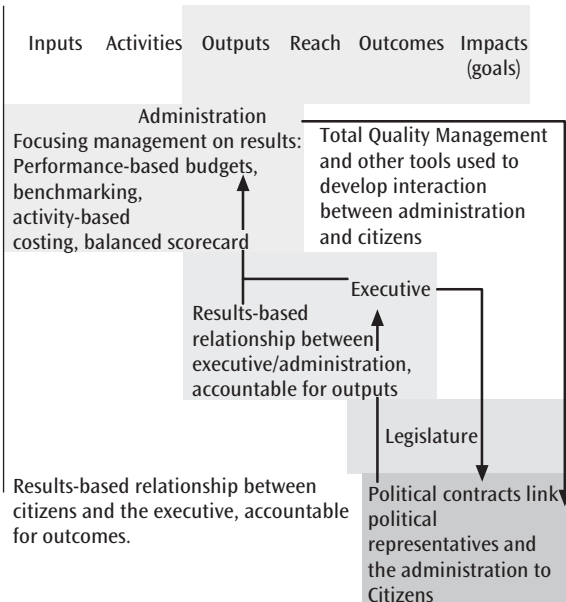 Inputs Activities Outputs Reach Outcomes Impacts
(goals)
Administration
Focusing management on results:
Performance-based budgets,
benchmarking,
activity-based
costing, balanced scorecard
Total Quality Management
and other tools used to
develop interaction
between administration
and citizens
Executive
Results-based
relationship between
executive/administration,
accountable for outputs
Legislature
Results-based relationship between
citizens and the executive, accountable
for outcomes.
Political contracts link
political
representatives and
the administration to
Citizens